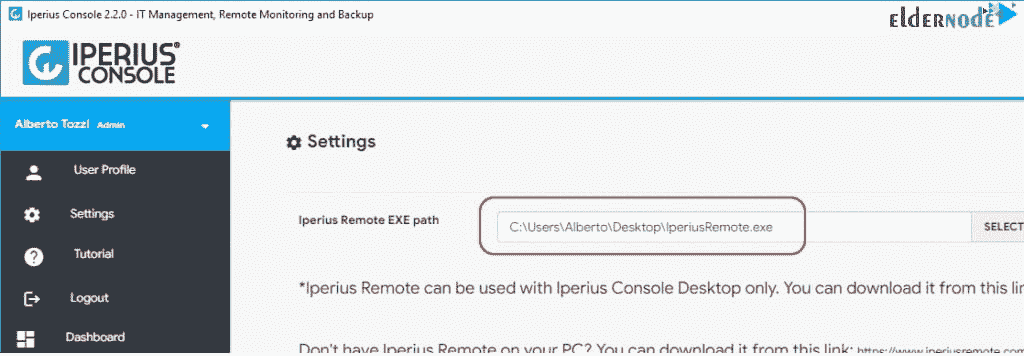 Iperius Console 2.2.0 - IT Management, Remote Monitoring and Backup
ELDERNODE
IPERIUS®
CONSOLE
Alberto Tozzi Admin
User Profile
Settings
Tutorial
Logout
Dashboard
Settings
Iperius Remote EXE path
C:\Users\Alberto\Desktop\IperiusRemote.exe
SELECT
*Iperius Remote can be used with Iperius Console Desktop only. You can download it from this
Don't have Iperius Remote on your PC? You can download it from this link: https://www.iperiusremote.com